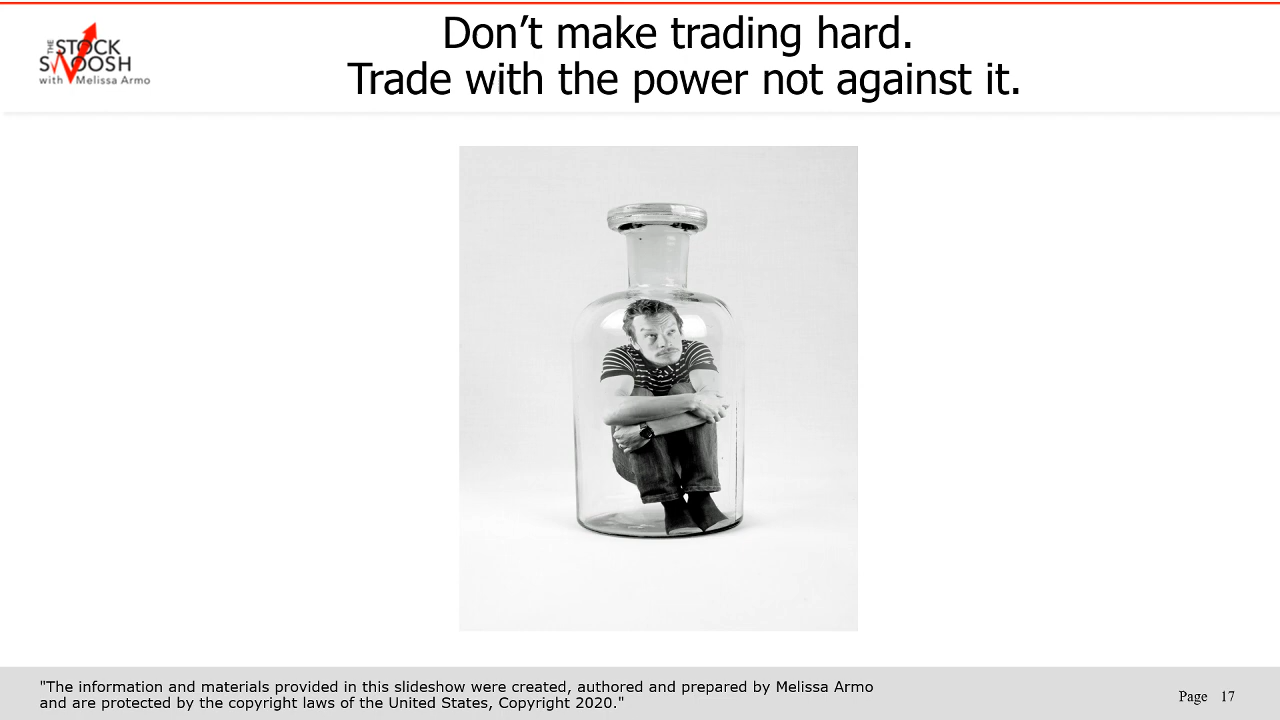 THE
STOCK
SWOOSH
with Melissa Armo
Don’t make trading hard.
Trade with the power not against it.
"The information and materials provided in this slideshow were created, authored and prepared by Melissa Armo
and are protected by the copyright laws of the United States, Copyright 2020."
Page 17